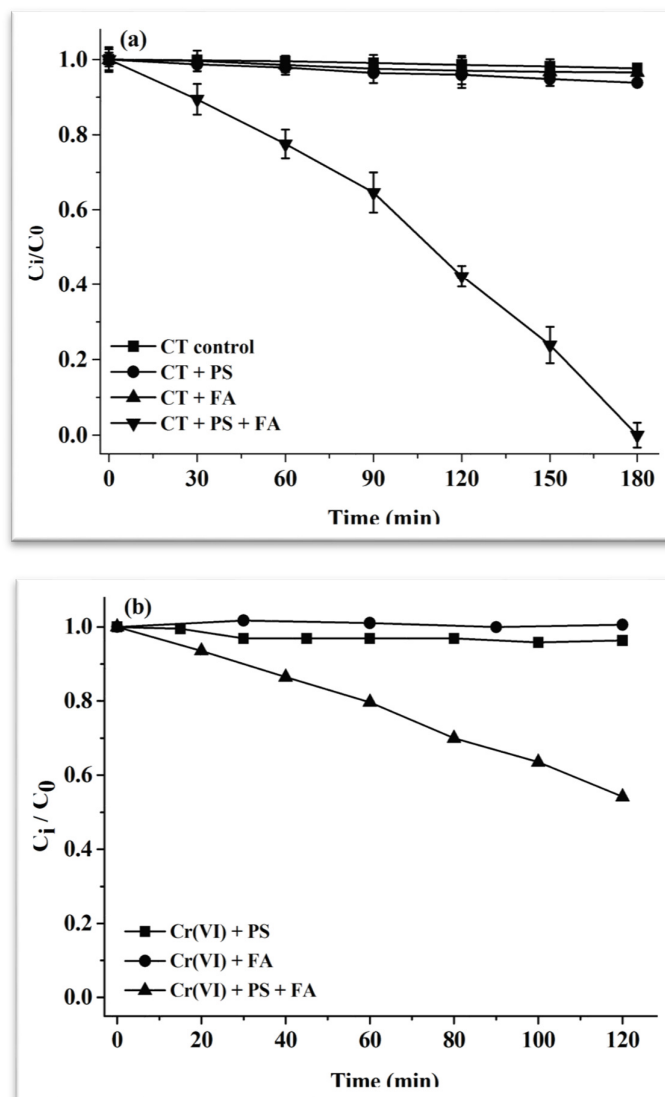 (a)
1.0
0.8
0.6
0.4
0.2
0.0
Ci/C0
CT control
CT + PS
CT + FA
CT + PS + FA
0 30 60 90 120 150 180
Time (min)
(b)
1.0
0.8
0.6
0.4
0.2
0.0
Ci / C0
Cr(VI) + PS
Cr(VI) + FA
Cr(VI) + PS + FA
0 20 40 60 80 100 120
Time (min)